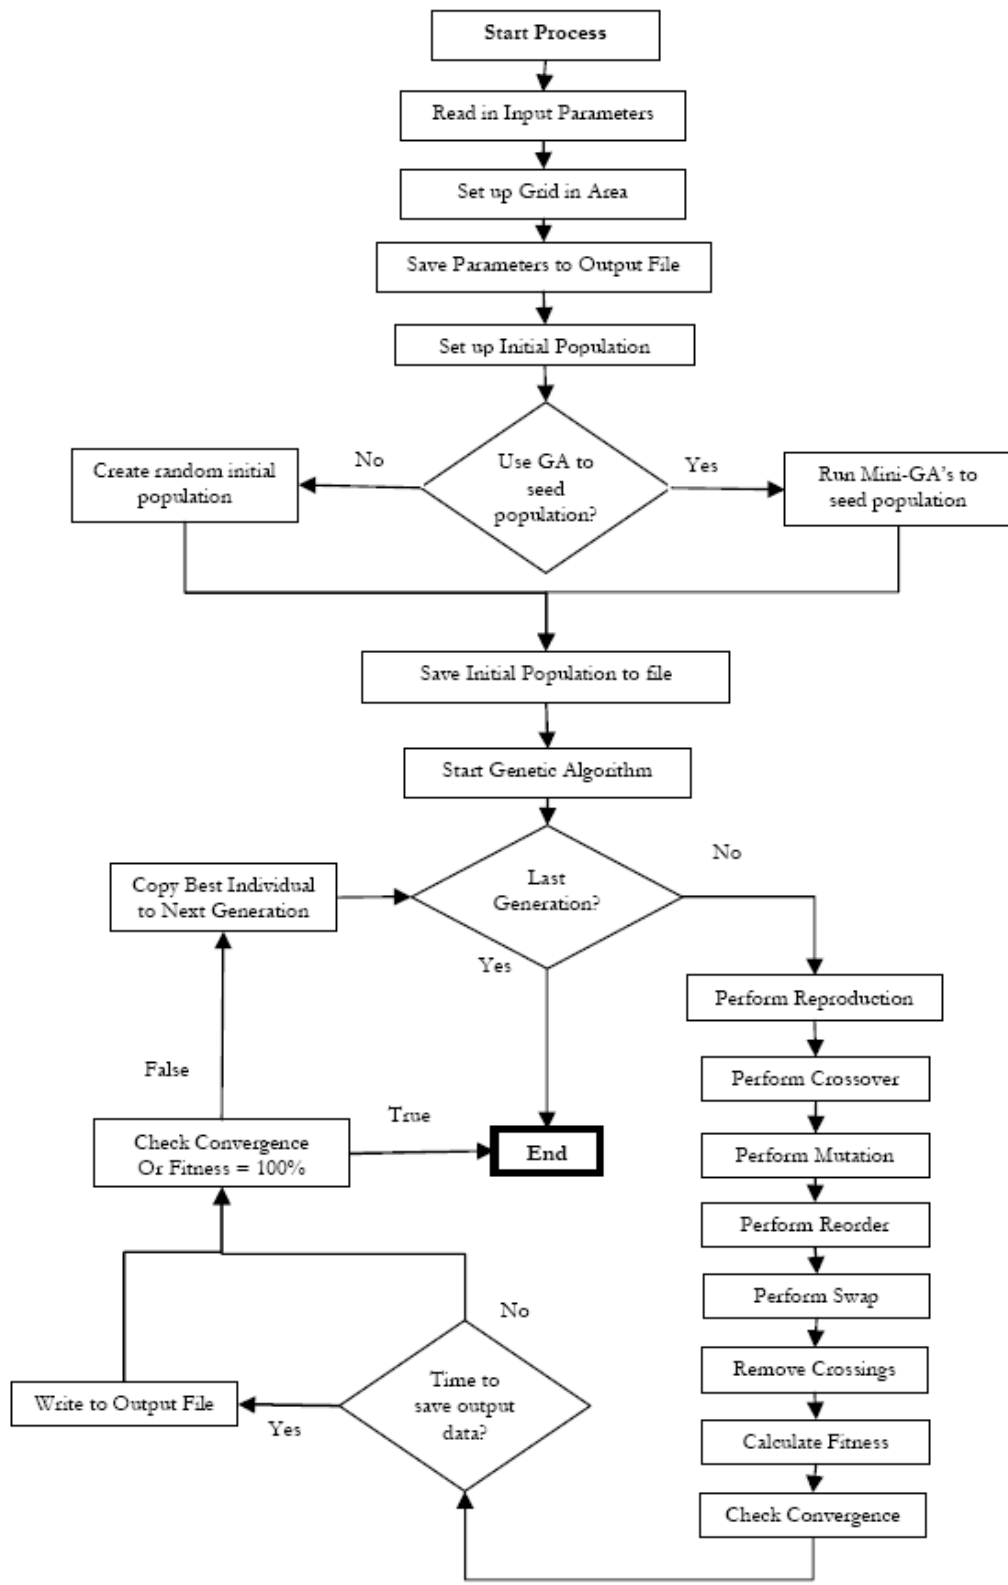 Start Process
Read in Input Parameters
Set up Grid in Area
Save Parameters to Output File
Set up Initial Population
Use GA to
seed
population?
No
Yes
Create random initial
population
Run Mini-GA's to
seed population
Save Initial Population to file
Start Genetic Algorithm
Last
Generation?
No
Yes
Copy Best Individual
to Next Generation
Perform Reproduction
Perform Crossover
Perform Mutation
Perform Reorder
Perform Swap
Remove Crossings
Calculate Fitness
Check Convergence
False
True
Check Convergence
Or Fitness = 100%
End
No
Time to
save output
data?
Yes
Write to Output File